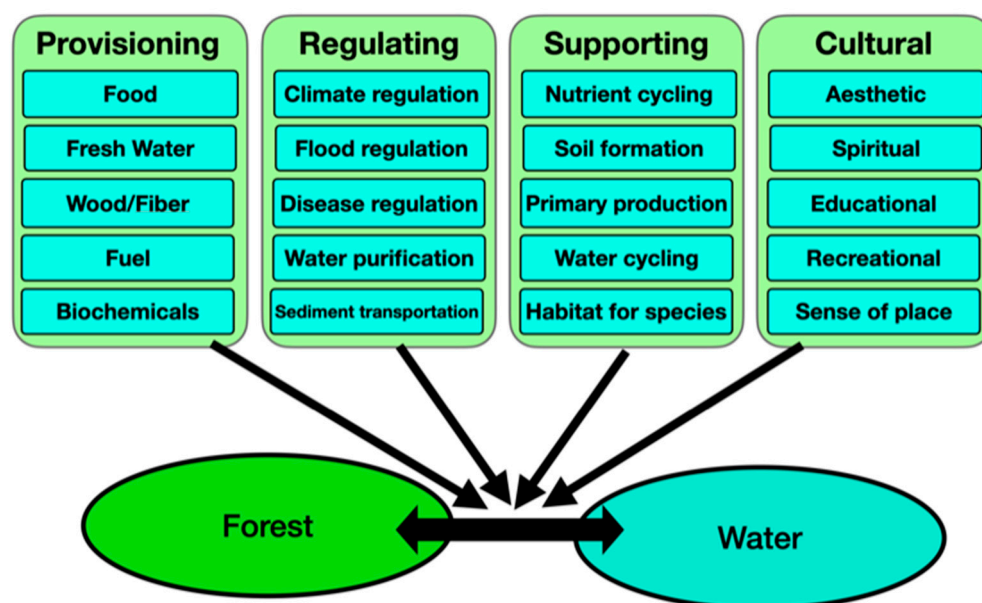 Provisioning
Food
Fresh Water
Wood/Fiber
Fuel
Biochemicals
Regulating
Climate regulation
Flood regulation
Disease regulation
Water purification
Sediment transportation
Supporting
Nutrient cycling
Soil formation
Primary production
Water cycling
Habitat for species
Cultural
Aesthetic
Spiritual
Educational
Recreational
Sense of place
Forest
Water